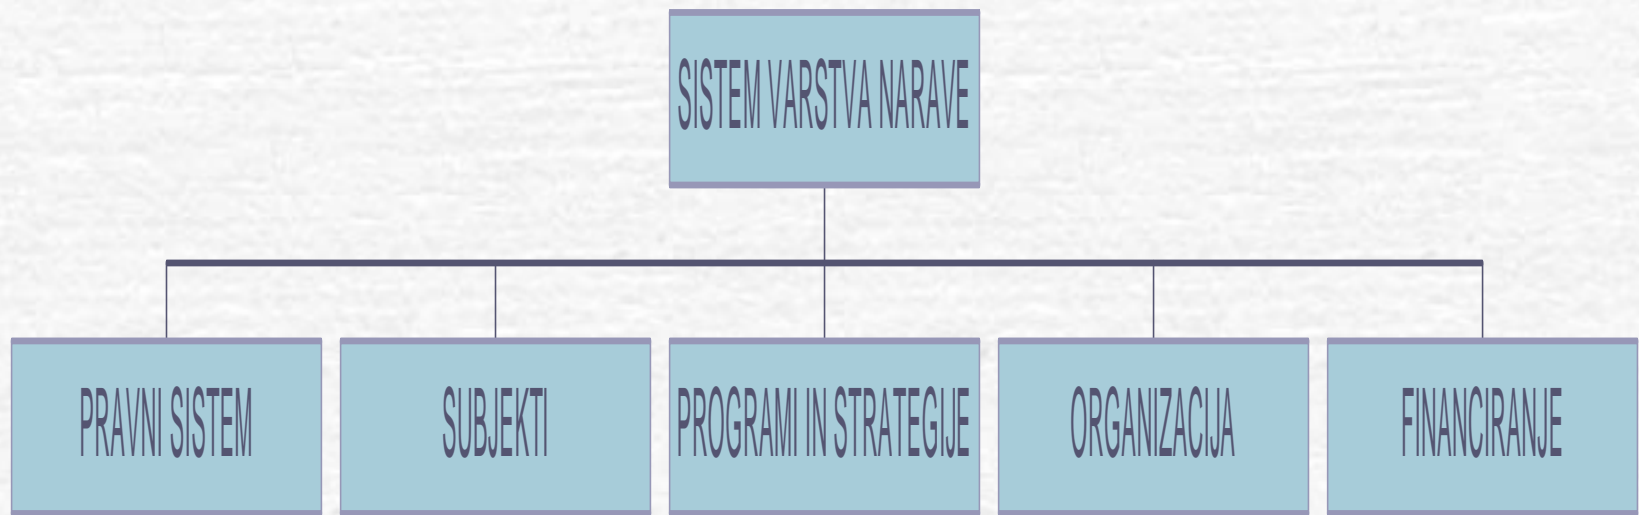 SISTEM VARSTVA NARAVE
PRAVNI SISTEM
SUBJEKTI
PROGRAMI IN STRATEGIJE
ORGANIZACIJA
FINANCIRANJE